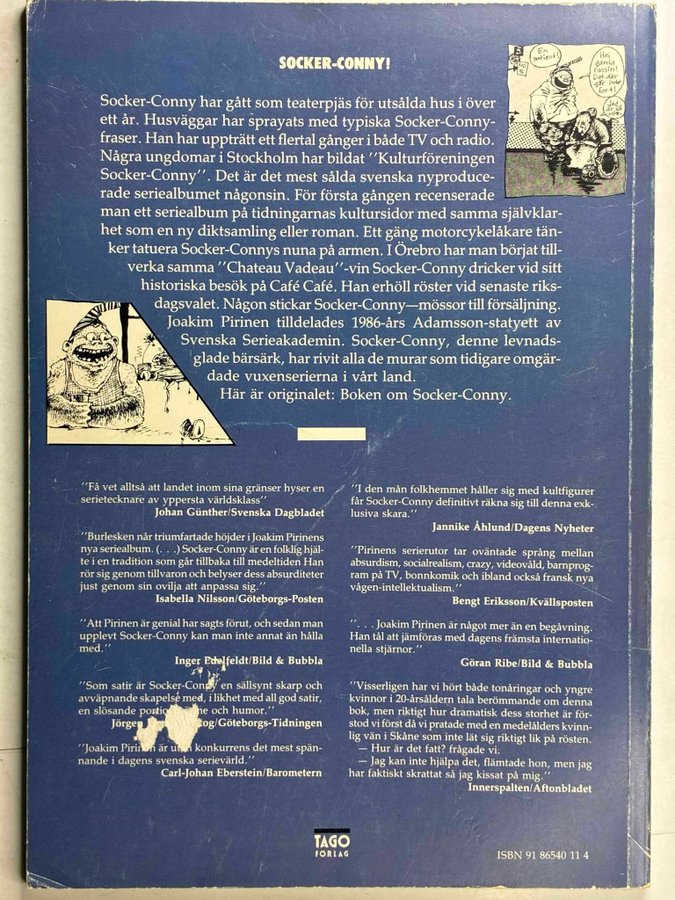 SOCKER-CONNY!
Socker-Conny har gått som teaterpjäs för utsålda hus i över
ett år. Husväggar har sprayats med typiska Socker-Conny-
fraser. Han har uppträtt ett flertal gånger i både TV och radio.
Några ungdomar i Stockholm har bildat ''Kulturföreningen
Socker-Conny''. Det är det mest sålda svenska nyproduce-
rade seriealbumet någonsin. För första gången recenserade
man ett seriealbum på tidningarnas kultursidor med samma självklar-
het som en ny diktsamling eller roman. Ett gäng motorcykelåkare tän-
ker tatuera Socker-Connys nuna på armen. I Örebro har man börjat till-
verka samma ''Chateau Vadeau''-vin Socker-Conny dricker vid sitt
historiska besök på Café Café. Han erhöll röster vid senaste riks-
dagsvalet. Någon stickar Socker-Conny—mössor till försäljning.
Joakim Pirinen tilldelades 1986-års Adamsson-statyett av
Svenska Serieakademin. Socker-Conny, denne levnads-
glade bärsärk, har rivit alla de murar som tidigare omgär-
dade vuxenserierna i vårt land.
Här är originalet: Boken om Socker-Conny.
En
patient!
Hej
gamla
russin!
Det där
går inte
fort!
''Få vet alltså att landet inom sina gränser hyser en
serietecknare av yppersta världsklass''
Johan Günther/Svenska Dagbladet
''Burlesken når triumfartade höjder i Joakim Pirinens
nya seriealbum. (. . .) Socker-Conny är en folklig hjäl-
te i en tradition som går tillbaka till medeltiden Han
rör sig genom tillvaron och belyser dess absurditeter
just genom sin ovilja att anpassa sig.''
Isabella Nilsson/Göteborgs-Posten
''Att Pirinen är genial har sagts förut, och sedan man
upplevt Socker-Conny kan man inte annat än hålla
med.''
Inger Edelfeldt/Bild & Bubbla
''Som satir är Socker-Conny en sällsynt skarp och
avväpnande skapelse med, i likhet med all god satir,
en slösande och humor.''
Jörgen /Göteborgs-Tidningen
''Joakim Pirinen är utan konkurrens det mest spän-
nande i dagens svenska serievärld.''
Carl-Johan Eberstein/Barometern
''I den mån folkhemmet håller sig med kultfigurer
får Socker-Conny definitivt räkna sig till denna exk-
lusiva skara.''
Jannike Åhlund/Dagens Nyheter
''Pirinens serierutor tar oväntade språng mellan
absurdism, socialrealism, crazy, videovåld, barnprog-
ram på TV, bonnkomik och ibland också fransk nya
vågen-intellektualism.''
Bengt Eriksson/Kvällsposten
''. . . Joakim Pirinen är något mer än en begåvning.
Han tål att jämföras med dagens främsta internatio-
nella stjärnor.''
Göran Ribe/Bild & Bubbla
''Visserligen har vi hört både tonåringar och yngre
kvinnor i 20-årsåldern tala berömmande om denna
bok, men riktigt hur dramatisk dess storhet är för-
stod vi först då vi pratade med en medelålders kvinn-
lig vän i Skåne som inte lät sig riktigt lik på rösten.
— Hur är det fatt? frågade vi.
— Jag kan inte hjälpa det, flämtade hon, men jag
har faktiskt skrattat så jag kissat på mig.''
Innerspalten/Aftonbladet
TAGO
FÖRLAG
ISBN 91 86540 11 4